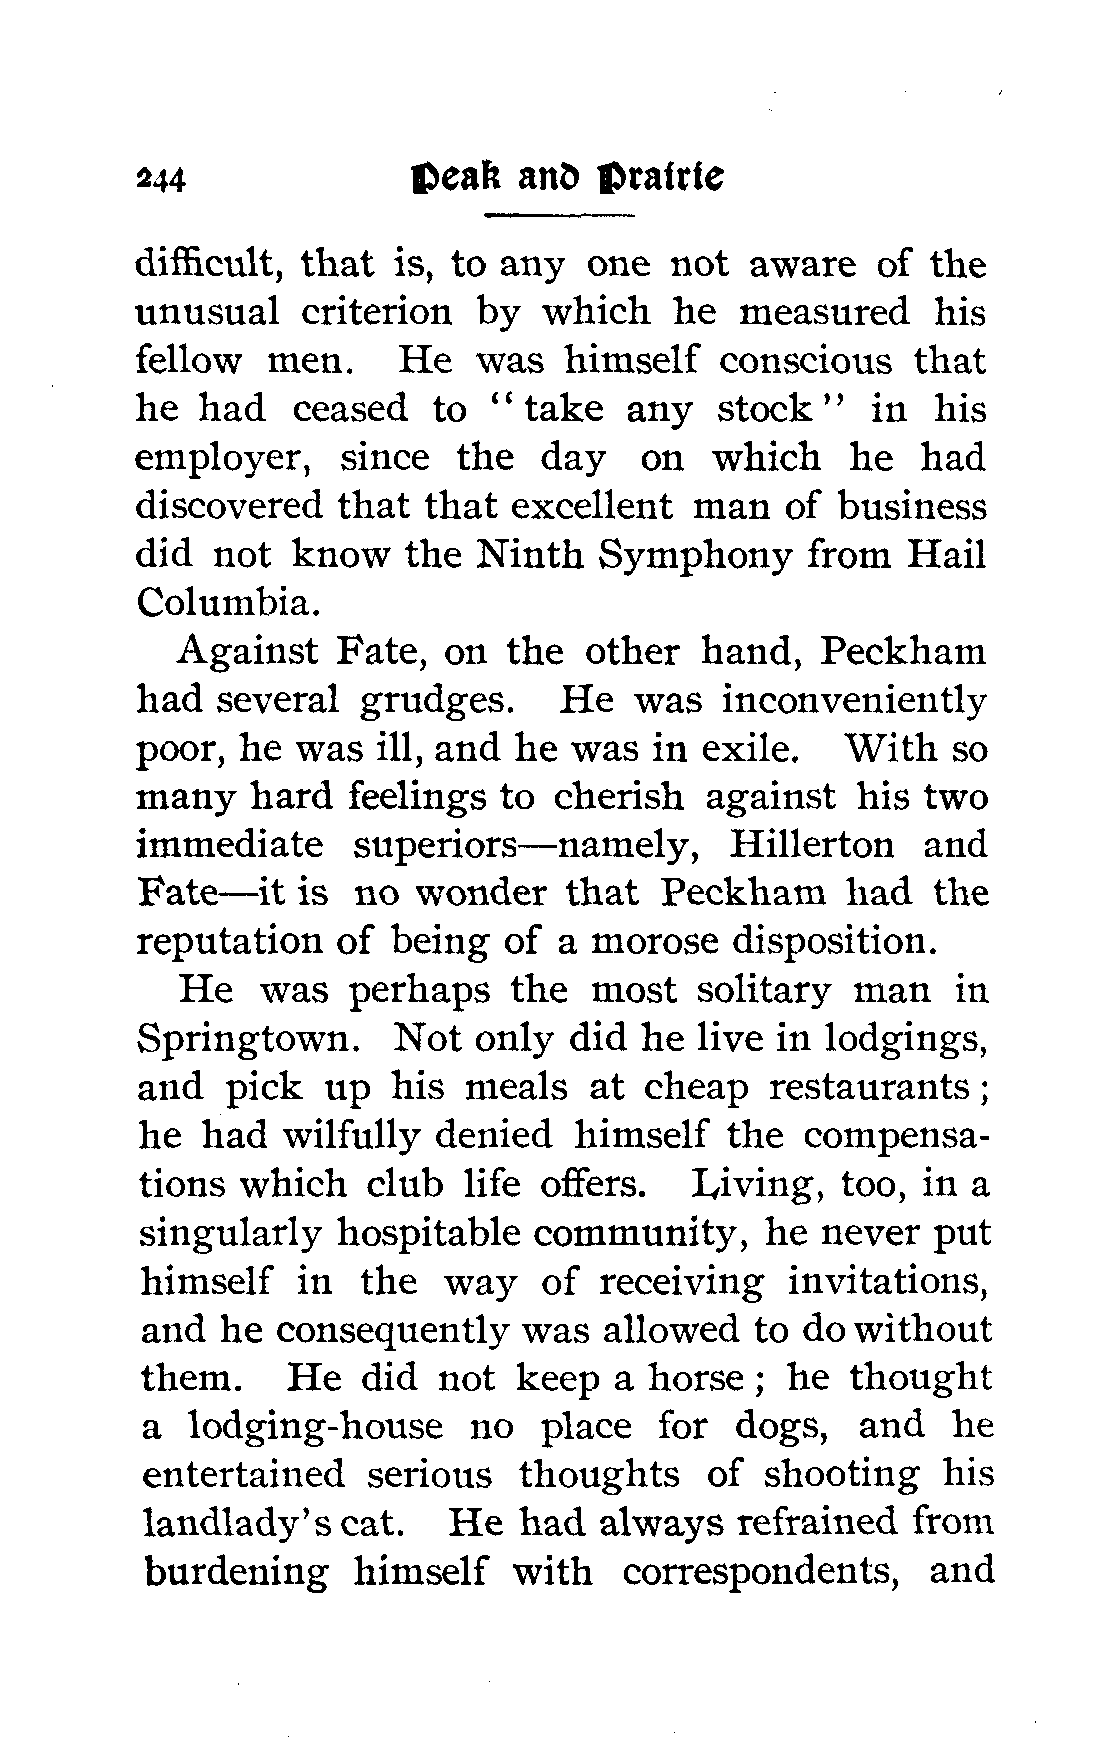 244 Peak and Prairie
difficult, that is, to any one not aware of the
unusual criterion by which he measured his
fellow men. He was himself conscious that
he had ceased to “ take any stock ” in his
employer, since the day on which he had
discovered that that excellent man of business
did not know the Ninth Symphony from Hail
Columbia.
Against Fate, on the other hand, Peckham
had several grudges. He was inconveniently
poor, he was ill, and he was in exile. With so
many hard feelings to cherish against his two
immediate superiors—namely, Hillerton and
Fate—it is no wonder that Peckham had the
reputation of being of a morose disposition.
He was perhaps the most solitary man in
Springtown. Not only did he live in lodgings,
and pick up his meals at cheap restaurants ;
he had wilfully denied himself the compensa-
tions which club life offers. Living, too, in a
singularly hospitable community, he never put
himself in the way of receiving invitations,
and he consequently was allowed to do without
them. He did not keep a horse ; he thought
a lodging-house no place for dogs, and he
entertained serious thoughts of shooting his
landlady's cat. He had always refrained from
burdening himself with correspondents, and